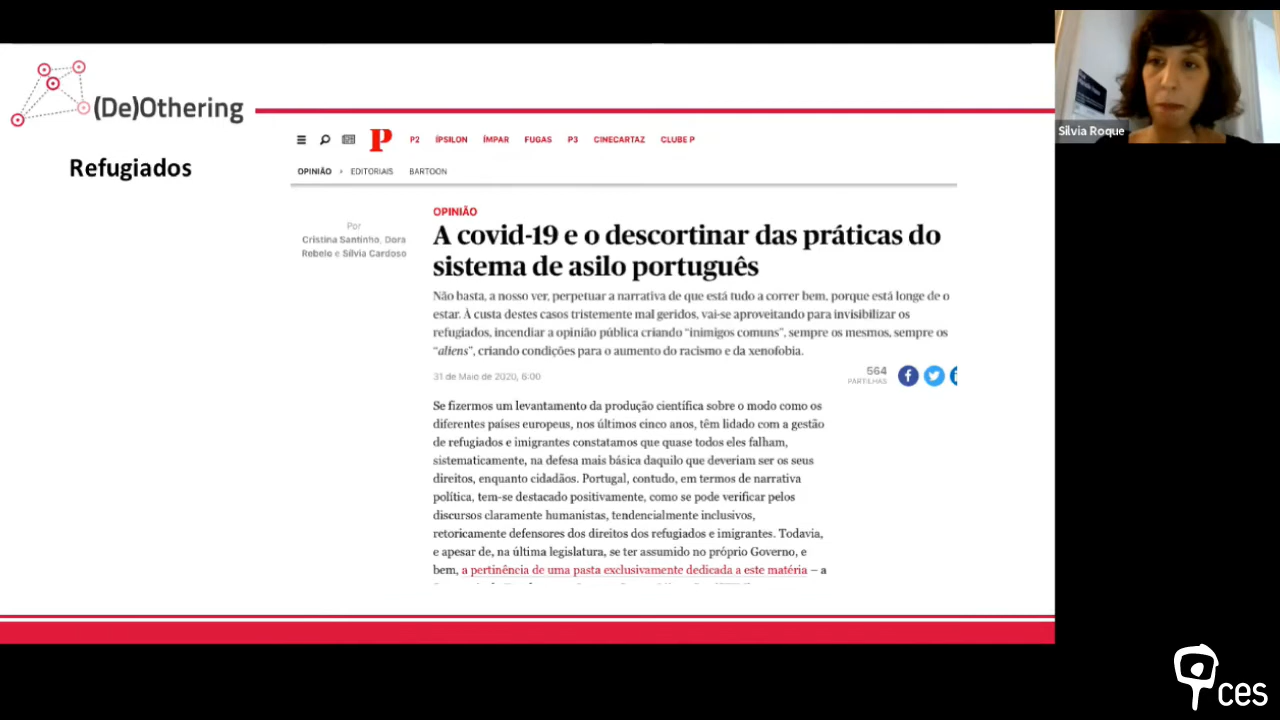 (De)Othering
Refugiados
P
P2 ÍPSILON ÍMPAR FUGAS P3 CINECARTAZ CLUBE P
OPINIÃO › EDITORIAIS BARTOON
Por
Cristina Santinho, Dora
Rebelo e Sílvia Cardoso
OPINIÃO
A covid-19 e o descortinar das práticas do
sistema de asilo português
Não basta, a nosso ver, perpetuar a narrativa de que está tudo a correr bem, porque está longe de o
estar. À custa destes casos tristemente mal geridos, vai-se aproveitando para invisibilizar os
refugiados, incendiar a opinião pública criando “inimigos comuns”, sempre os mesmos, sempre os
“aliens”, criando condições para o aumento do racismo e da xenofobia.
31 de Maio de 2020, 6:00
564
PARTILHAS
Se fizermos um levantamento da produção científica sobre o modo como os
diferentes países europeus, nos últimos cinco anos, têm lidado com a gestão
de refugiados e imigrantes constatamos que quase todos eles falham,
sistematicamente, na defesa mais básica daquilo que deveriam ser os seus
direitos, enquanto cidadãos. Portugal, contudo, em termos de narrativa
política, tem-se destacado positivamente, como se pode verificar pelos
discursos claramente humanistas, tendencialmente inclusivos,
retoricamente defensores dos direitos dos refugiados e imigrantes. Todavia,
e apesar de, na última legislatura, se ter assumido no próprio Governo, e
bem, a pertinência de uma pasta exclusivamente dedicada a este matéria – a
Silvia Roque
ces